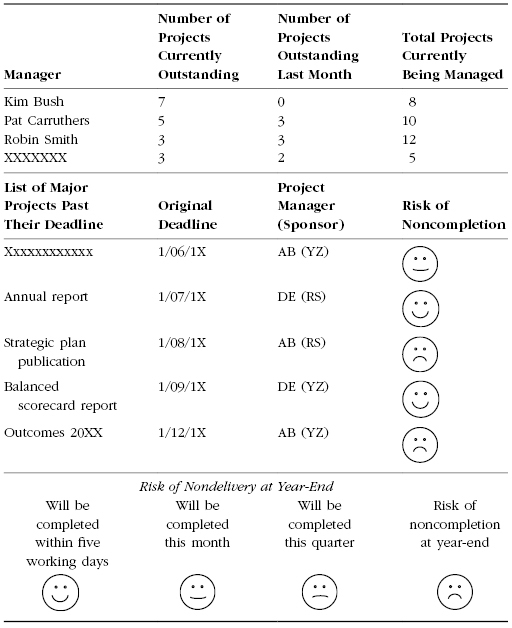 Number of Number of
Projects Projects
Currently Outstanding Total Projects Currently
Manager Outstanding Last Month Being Managed
Kim Bush 7 0 8
Pat Carruthers 5 3 10
Robin Smith 3 3 12
XXXXXXX 3 2 5
List of Major Project
Projects Past Original Manager Risk of
Their Deadline Deadline (Sponsor) Noncompletion
Xxxxxxxxxxxx 1/06/1X AB (YZ)
Annual report 1/07/1X DE (RS)
Strategic plan 1/08/1X AB (RS)
publication
Balanced 1/09/1X DE (YZ)
scorecard report
Outcomes 20XX 1/12/1X AB (YZ)
Risk of Nondelivery at Year-End
Will be Will be Will be Risk of
completed completed completed noncompletion
within five this month this quarter at year-end
working days